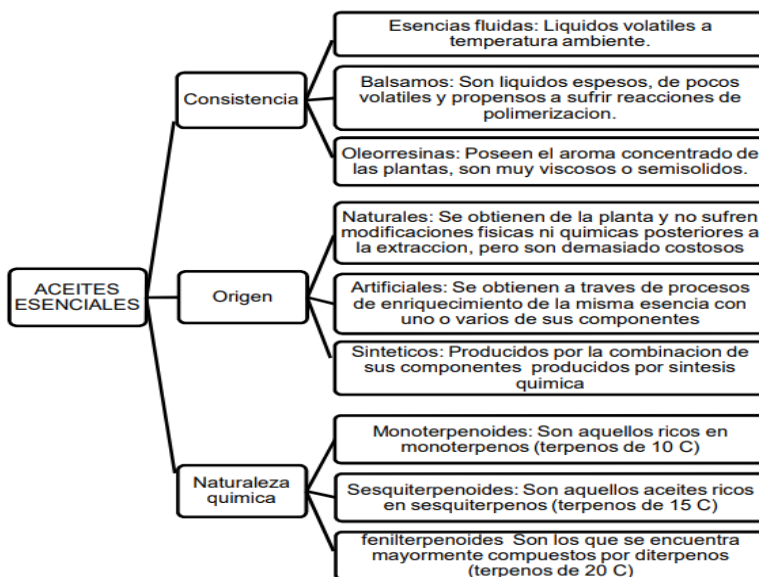 Esencias fluidas: Liquidos volatiles a
temperatura ambiente.
Consistencia
Balsamos: Son liquidos espesos, de pocos
volatiles y propensos a sufrir reacciones de
polimerizacion.
Oleorresinas: Poseen el aroma concentrado de
las plantas, son muy viscosos o semisolidos.
Naturales: Se obtienen de la planta y no sufren
modificaciones fisicas ni quimicas posteriores a
la extraccion, pero son demasiado costosos
ACEITES
ESENCIALES
Origen
Artificiales: Se obtienen a traves de procesos
de enriquecimiento de la misma esencia con
uno o varios de sus componentes
Sinteticos: Producidos por la combinacion de
sus componentes producidos por sintesis
quimica
Monoterpenoides: Son aquellos ricos en
monoterpenos (terpenos de 10 C)
Naturaleza
quimica
Sesquiterpenoides: Son aquellos aceites ricos
en sesquiterpenos (terpenos de 15 C)
fenilterpenoides Son los que se encuentra
mayormente compuestos por diterpenos
(terpenos de 20 C)